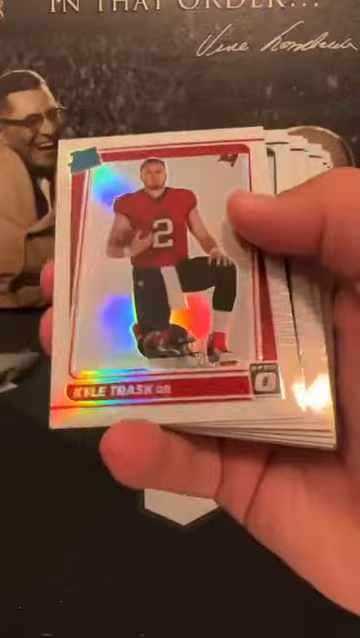 IN THAT ORDER...
Vince Lombardi
2
KYLE TRASK QB
OPTIC